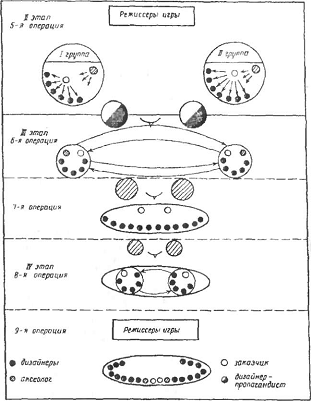 II этап
5-я операция
Режиссеры игры
I группа
II группа
III этап
6-я операция
7-я операция
IV этап
8-я операция
9-я операция
Режиссеры игры
дизайнеры
заказчик
аксеолог
дизайнер-
пропагандист